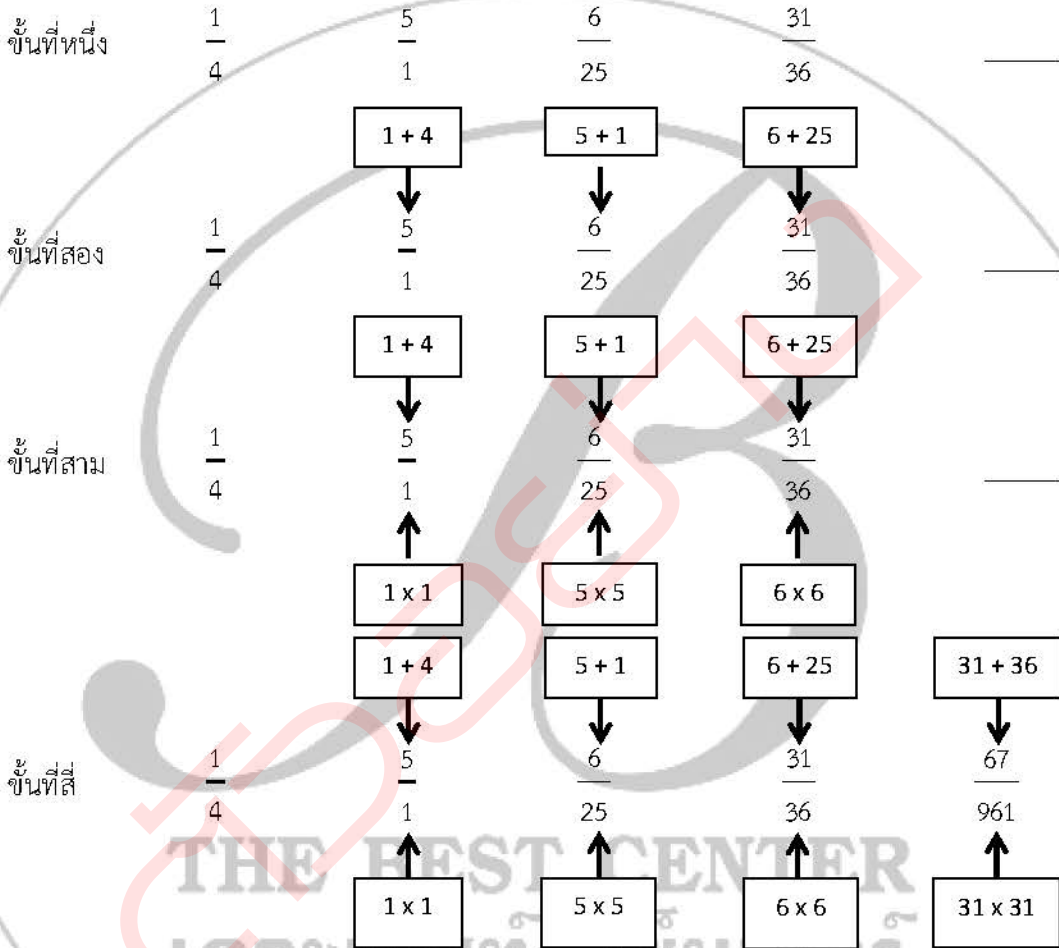 ขั้นที่หนึ่ง 1/4 5/1 6/25 31/36 ____
1 + 4 5 + 1 6 + 25
ขั้นที่สอง 1/4 5/1 6/25 31/36 ____
1 + 4 5 + 1 6 + 25
ขั้นที่สาม 1/4 5/1 6/25 31/36 ____
1 x 1 5 x 5 6 x 6
1 + 4 5 + 1 6 + 25 31 + 36
ขั้นที่สี่ 1/4 5/1 6/25 31/36 67/961
THE BEST CENTER
1 x 1 5 x 5 6 x 6 31 x 31